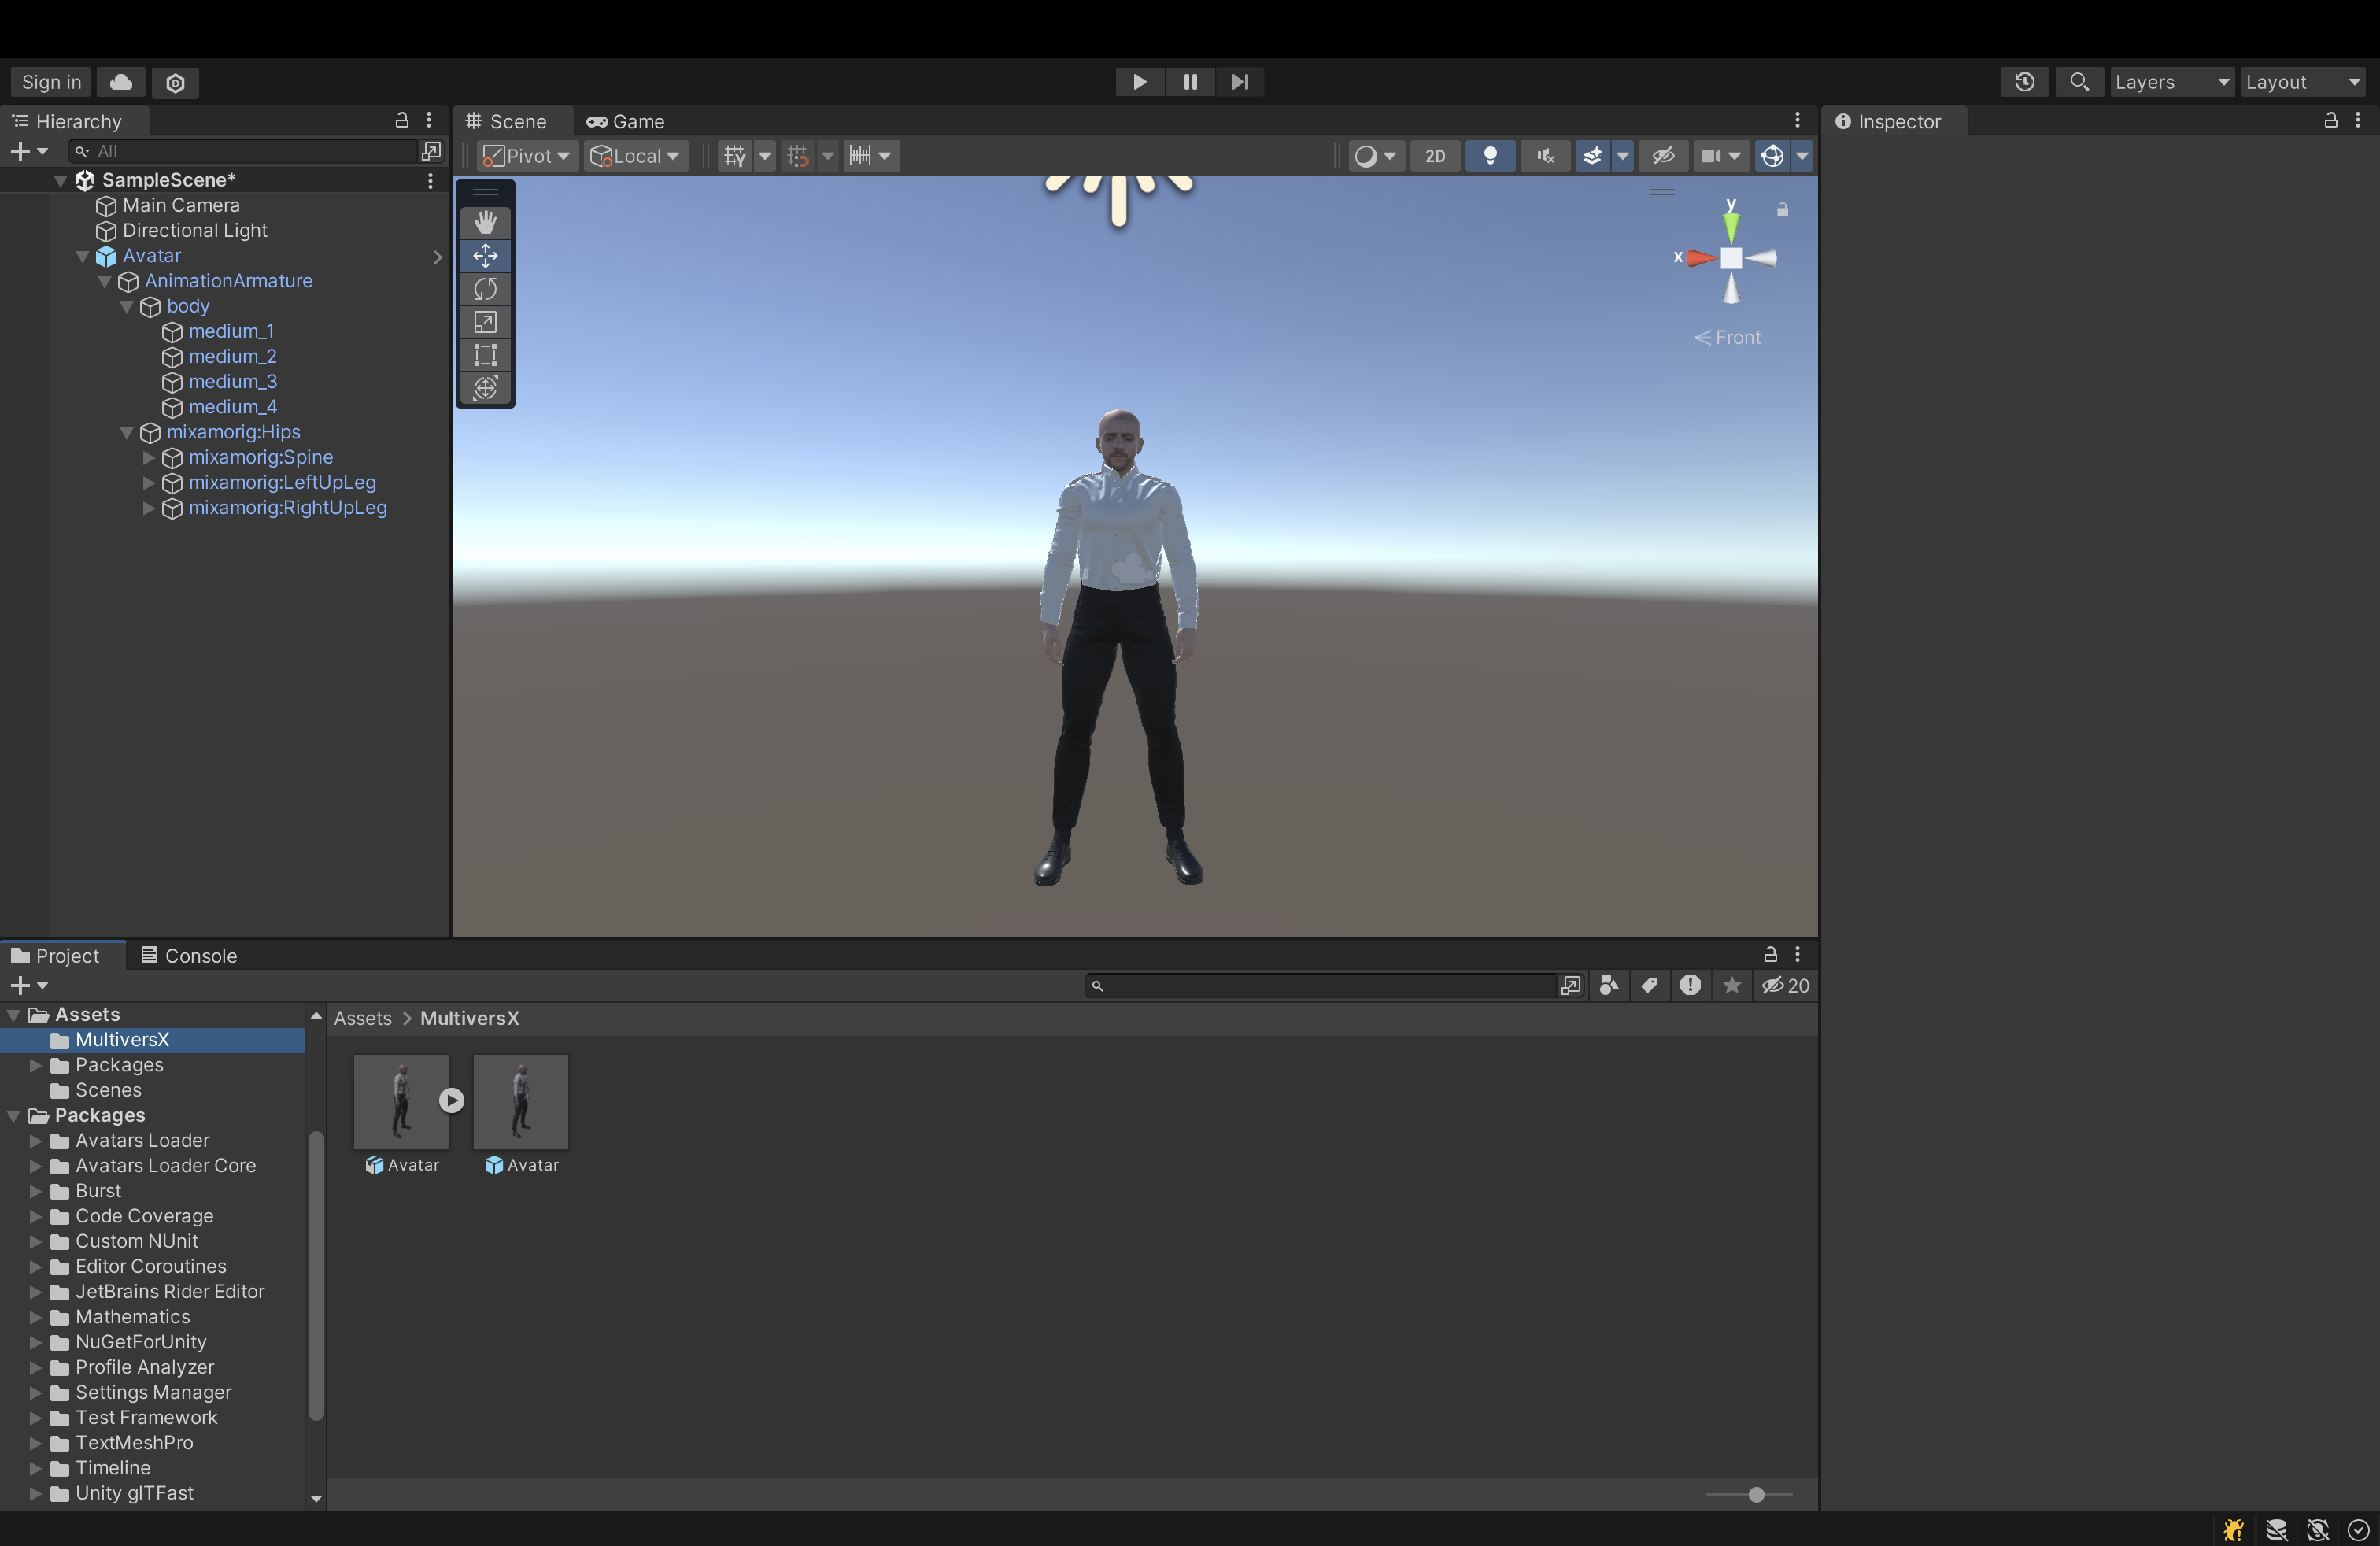 Sign in
Layers
Layout
Hierarchy
All
SampleScene*
Main Camera
Directional Light
Avatar
AnimationArmature
body
medium_1
medium_2
medium_3
medium_4
mixamorig:Hips
mixamorig:Spine
mixamorig:LeftUpLeg
mixamorig:RightUpLeg
Scene
Game
Pivot
Local
2D
y
x
Front
Inspector
Project
Console
20
Assets
MultiversX
Packages
Scenes
Packages
Avatars Loader
Avatars Loader Core
Burst
Code Coverage
Custom NUnit
Editor Coroutines
JetBrains Rider Editor
Mathematics
NuGetForUnity
Profile Analyzer
Settings Manager
Test Framework
TextMeshPro
Timeline
Unity glTFast
Assets > MultiversX
Avatar
Avatar